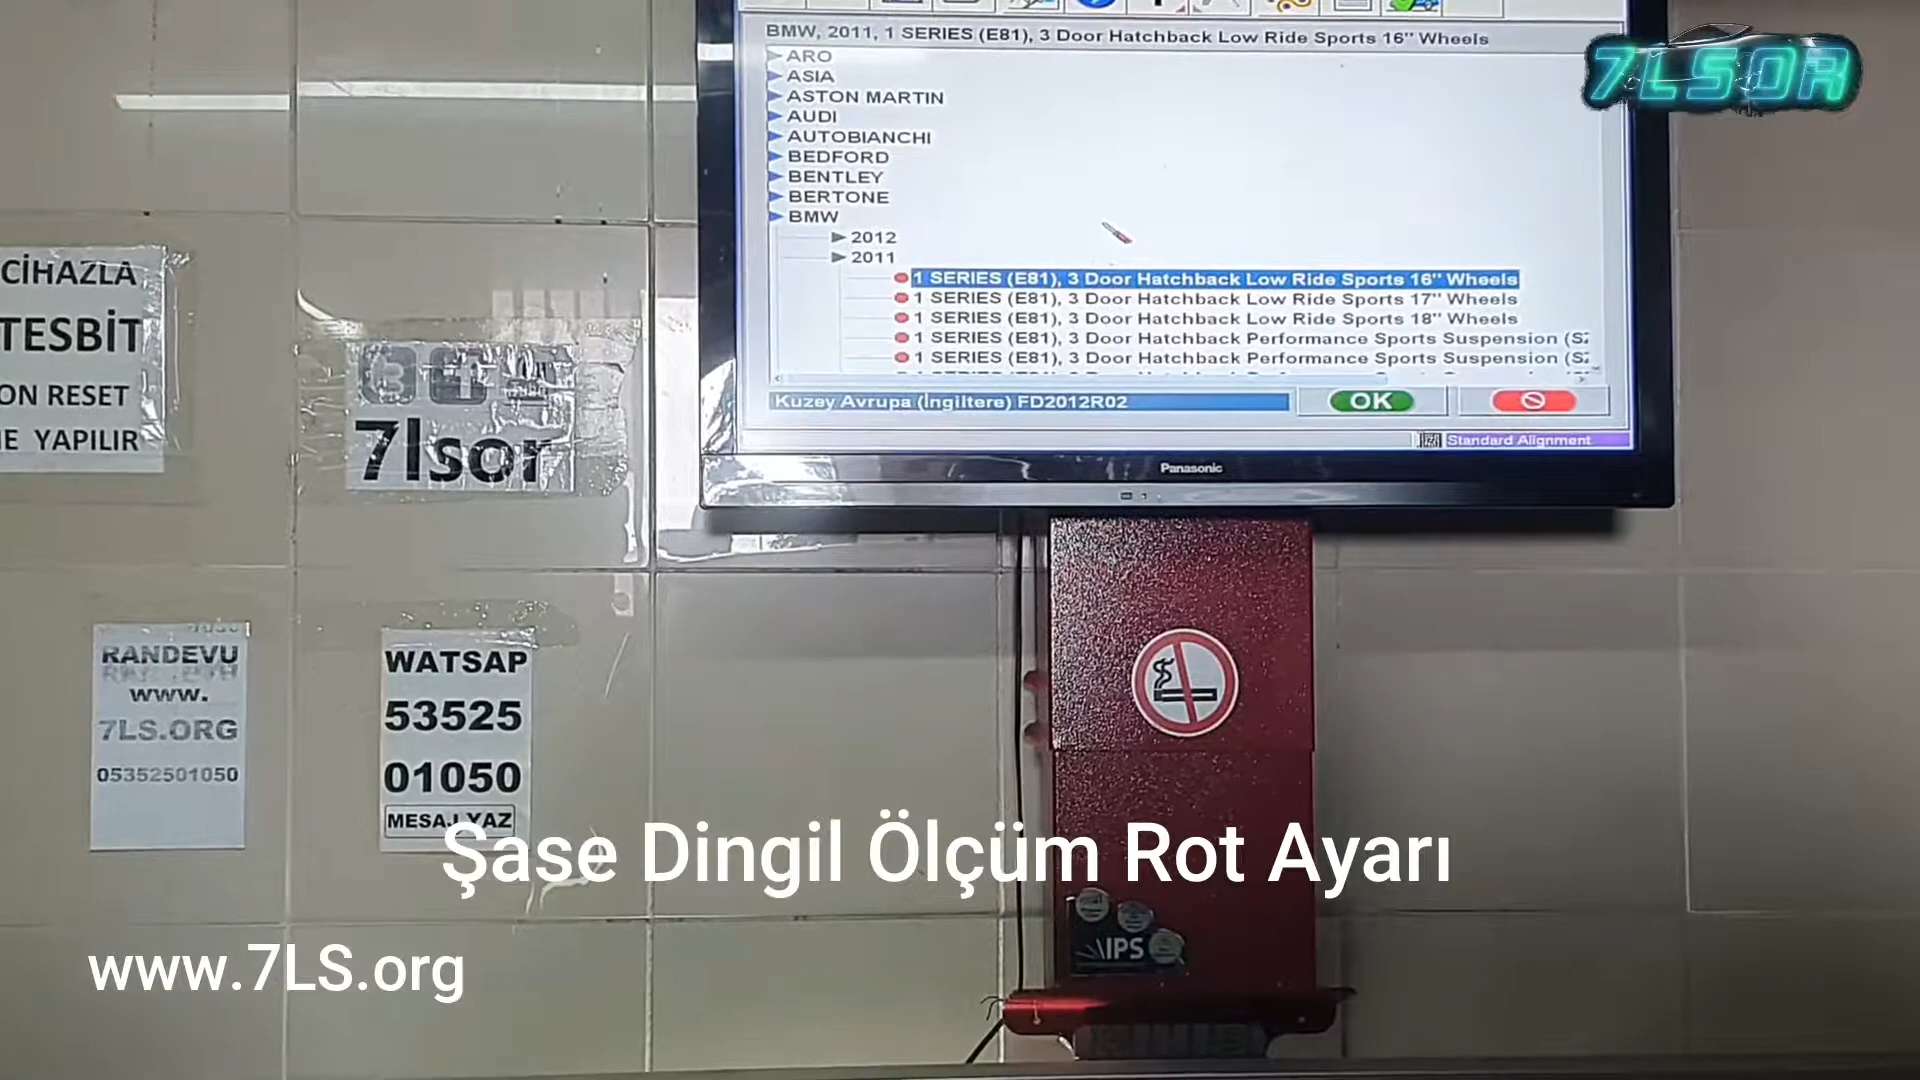 BMW, 2011, 1 SERIES (E81), 3 Door Hatchback Low Ride Sports 16" Wheels
ARO
ASIA
ASTON MARTIN
AUDI
AUTOBIANCHI
BEDFORD
BENTLEY
BERTONE
BMW
2012
2011
1 SERIES (E81), 3 Door Hatchback Low Ride Sports 16" Wheels
1 SERIES (E81), 3 Door Hatchback Low Ride Sports 17" Wheels
1 SERIES (E81), 3 Door Hatchback Low Ride Sports 18" Wheels
1 SERIES (E81), 3 Door Hatchback Performance Sports Suspension (S
1 SERIES (E81), 3 Door Hatchback Performance Sports Suspension (S
Kuzey Avrupa (İngiltere) FD2012R02
OK
Standard Alignment
Panasonic
7LSOR
CİHAZLA
TESBİT
ON RESET
E YAPILIR
7lsor
RANDEVU
www.
7LS.ORG
05352501050
WATSAP
53525
01050
MESAJ YAZ
Şase Dingil Ölçüm Rot Ayarı
IPS
www.7LS.org